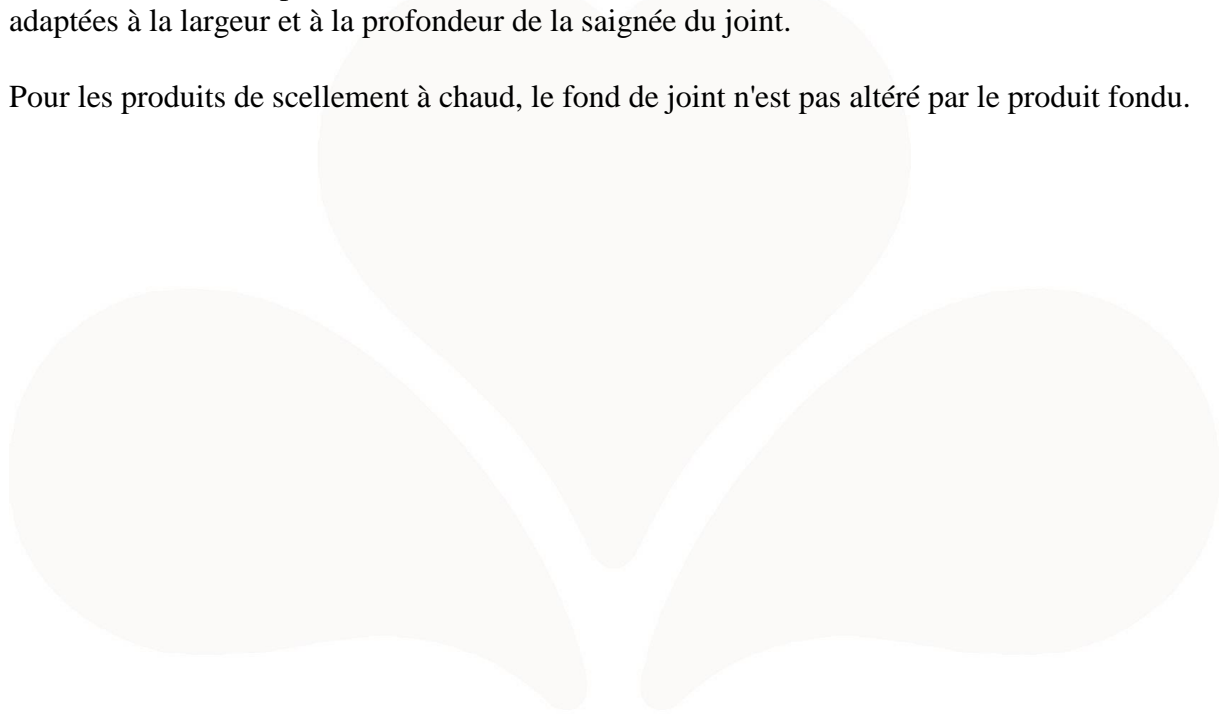 adaptées à la largeur et à la profondeur de la saignée du joint.
Pour les produits de scellement à chaud, le fond de joint n'est pas altéré par le produit fondu.